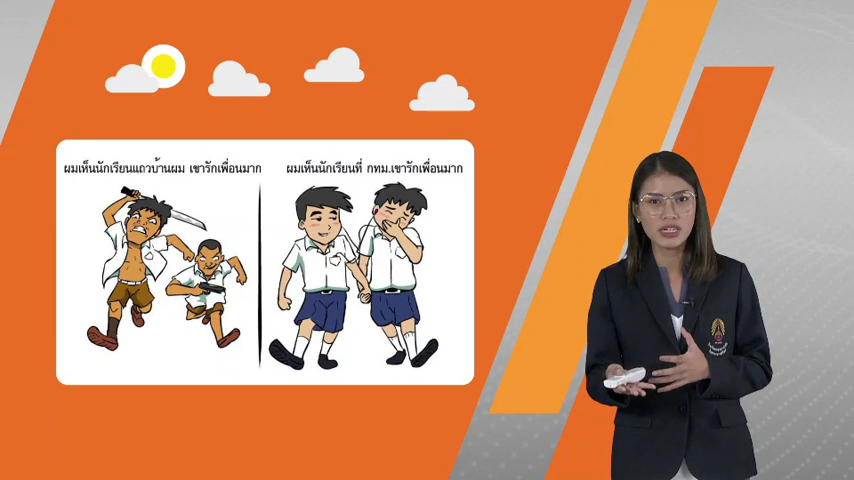 ผมเห็นนักเรียนแถวบ้านผม เขารักเพื่อนมาก
ผมเห็นนักเรียนที่ กทม.เขารักเพื่อนมาก